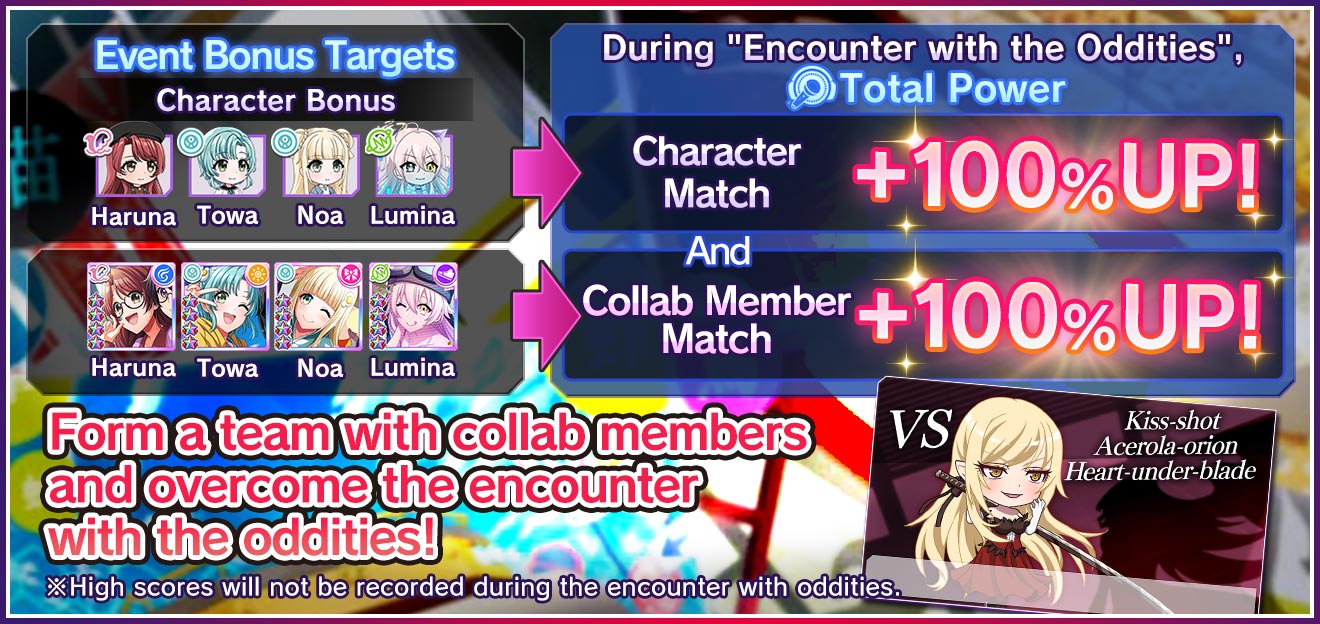 Event Bonus Targets
Character Bonus
Haruna Towa Noa Lumina
Haruna Towa Noa Lumina
During "Encounter with the Oddities",
Total Power
Character
Match
+100%UP!
And
Collab Member
Match
+100%UP!
Form a team with collab members
and overcome the encounter
with the oddities!
※High scores will not be recorded during the encounter with oddities.
VS
Kiss-shot
Acerola-orion
Heart-under-blade